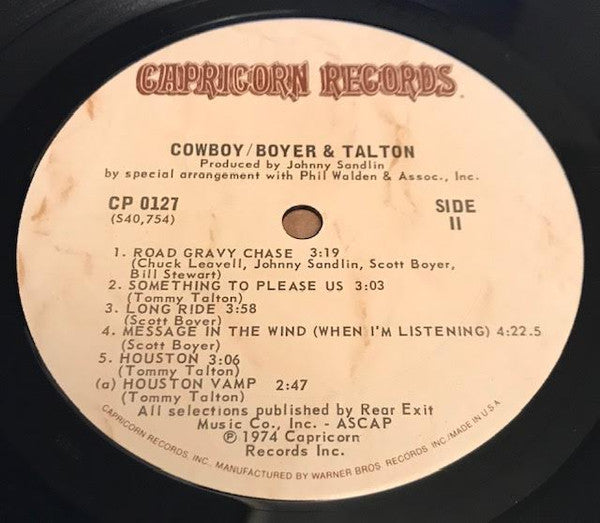 CAPRICORN RECORDS.
COWBOY/BOYER & TALTON
Produced by Johnny Sandlin
by special arrangement with Phil Walden & Assoc., Inc.
CP 0127
(S40,754)
SIDE
II
1. ROAD GRAVY CHASE 3:19
(Chuck Leavell, Johnny Sandlin, Scott Boyer,
Bill Stewart)
2. SOMETHING TO PLEASE US 3:03
(Tommy Talton)
3. LONG RIDE 3:58
(Scott Boyer)
4. MESSAGE IN THE WIND (WHEN I'M LISTENING) 4:22.5
(Scott Boyer)
5. HOUSTON 3:06
(Tommy Talton)
(a) HOUSTON VAMP 2:47
(Tommy Talton)
All selections published by Rear Exit
Music Co., Inc. - ASCAP
℗ 1974 Capricorn
Records Inc.
CAPRICORN RECORDS, INC., MANUFACTURED BY WARNER BROS. RECORDS INC./MADE IN U.S.A.